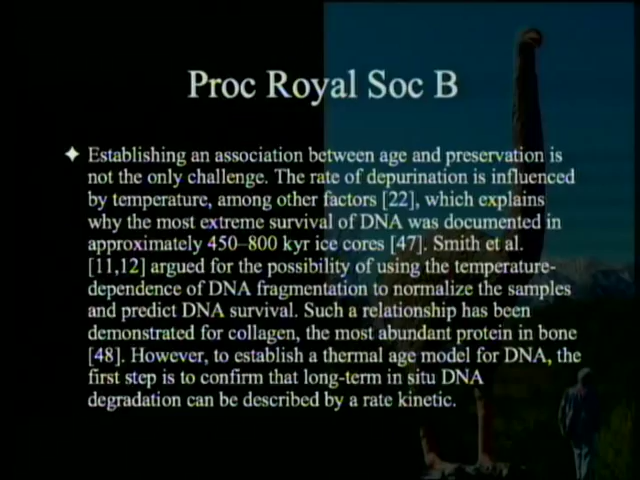 Proc Royal Soc B
Establishing an association between age and preservation is
not the only challenge. The rate of depurination is influenced
by temperature, among other factors [22], which explains
why the most extreme survival of DNA was documented in
approximately 450–800 kyr ice cores [47]. Smith et al.
[11,12] argued for the possibility of using the temperature-
dependence of DNA fragmentation to normalize the samples
and predict DNA survival. Such a relationship has been
demonstrated for collagen, the most abundant protein in bone
[48]. However, to establish a thermal age model for DNA, the
first step is to confirm that long-term in situ DNA
degradation can be described by a rate kinetic.